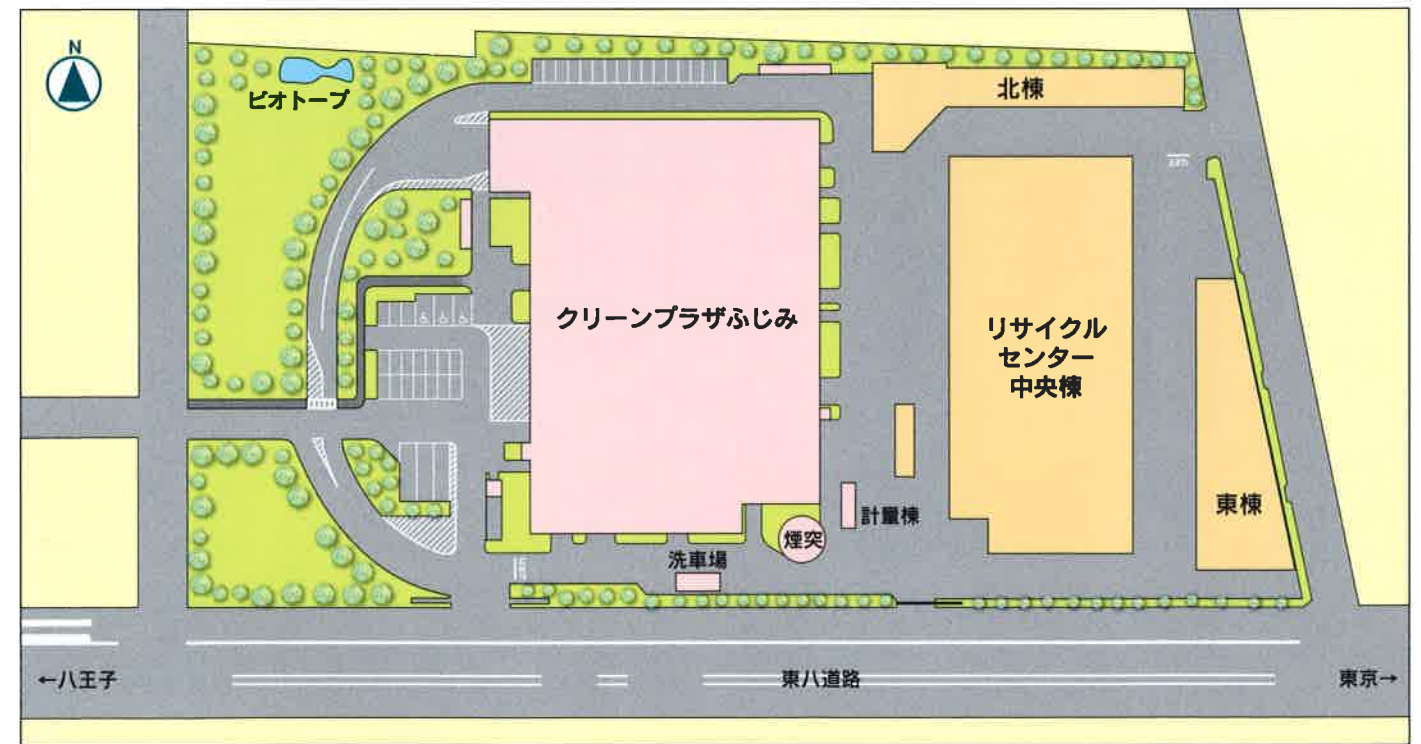 N
ビオトープ
北棟
クリーンプラザふじみ
リサイクル
センター
中央棟
東棟
計量棟
煙突
洗車場
←八王子
東八道路
東京→